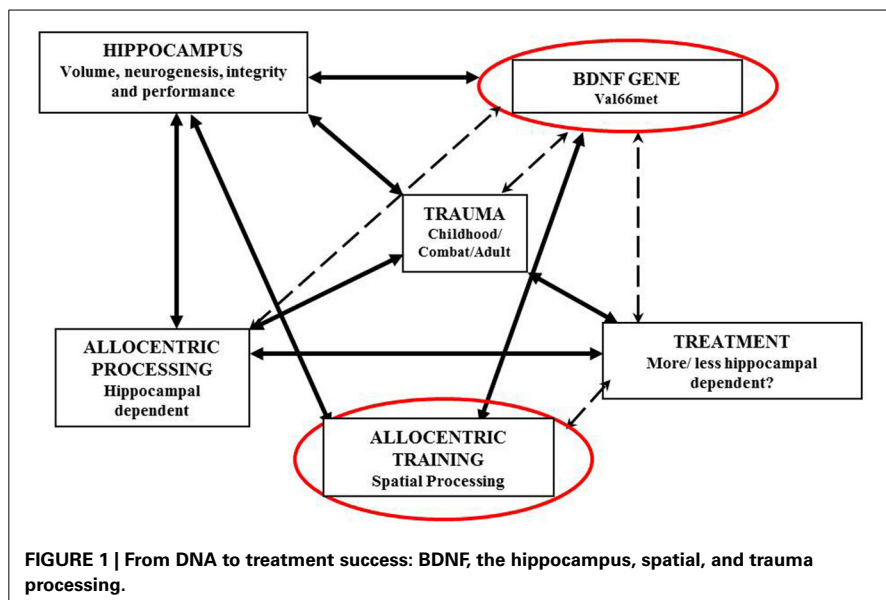 HIPPOCAMPUS
Volume, neurogenesis, integrity
and performance
BDNF GENE
Val66met
TRAUMA
Childhood/
Combat/Adult
ALLOCENTRIC
PROCESSING
Hippocampal
dependent
TREATMENT
More/ less hippocampal
dependent?
ALLOCENTRIC
TRAINING
Spatial Processing
FIGURE 1 | From DNA to treatment success: BDNF, the hippocampus, spatial, and trauma
processing.